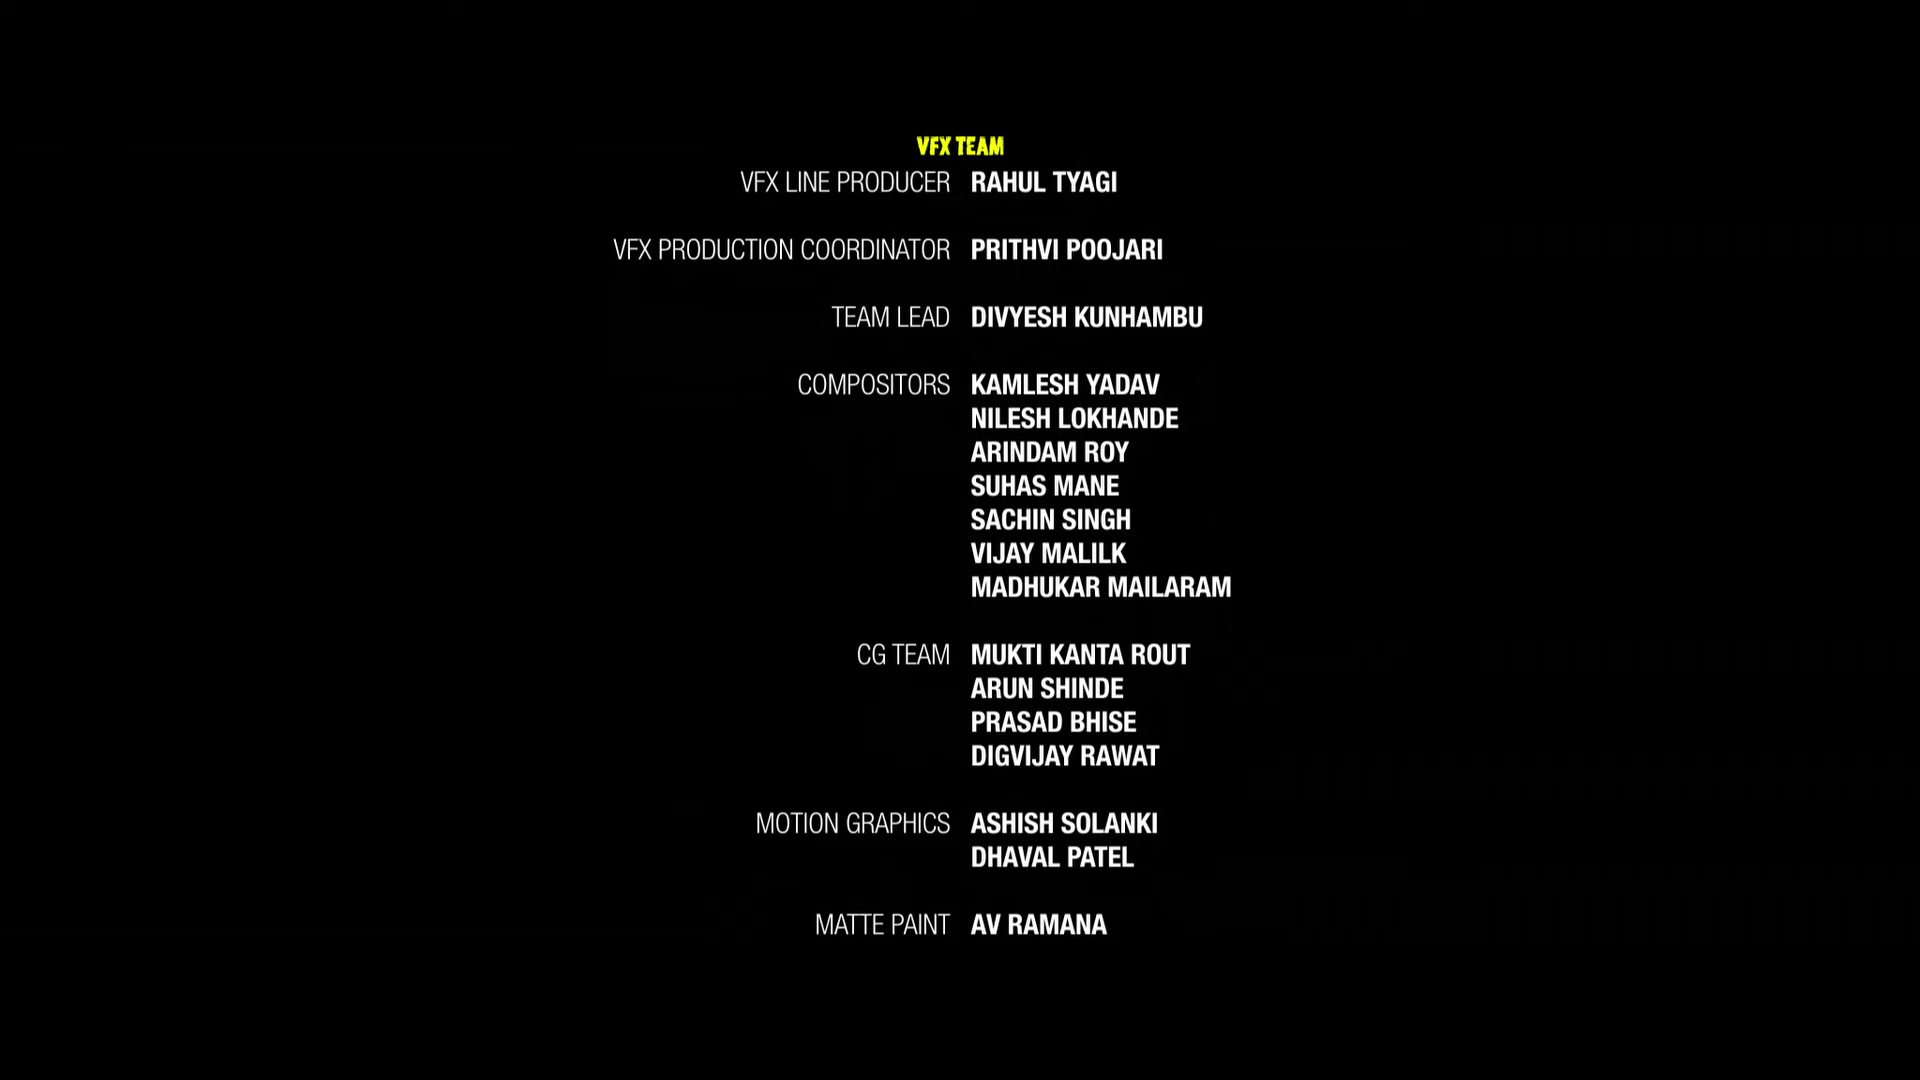 VFX TEAM
VFX LINE PRODUCER RAHUL TYAGI
VFX PRODUCTION COORDINATOR PRITHVI POOJARI
TEAM LEAD DIVYESH KUNHAMBU
COMPOSITORS KAMLESH YADAV
NILESH LOKHANDE
ARINDAM ROY
SUHAS MANE
SACHIN SINGH
VIJAY MALILK
MADHUKAR MAILARAM
CG TEAM MUKTI KANTA ROUT
ARUN SHINDE
PRASAD BHISE
DIGVIJAY RAWAT
MOTION GRAPHICS ASHISH SOLANKI
DHAVAL PATEL
MATTE PAINT AV RAMANA